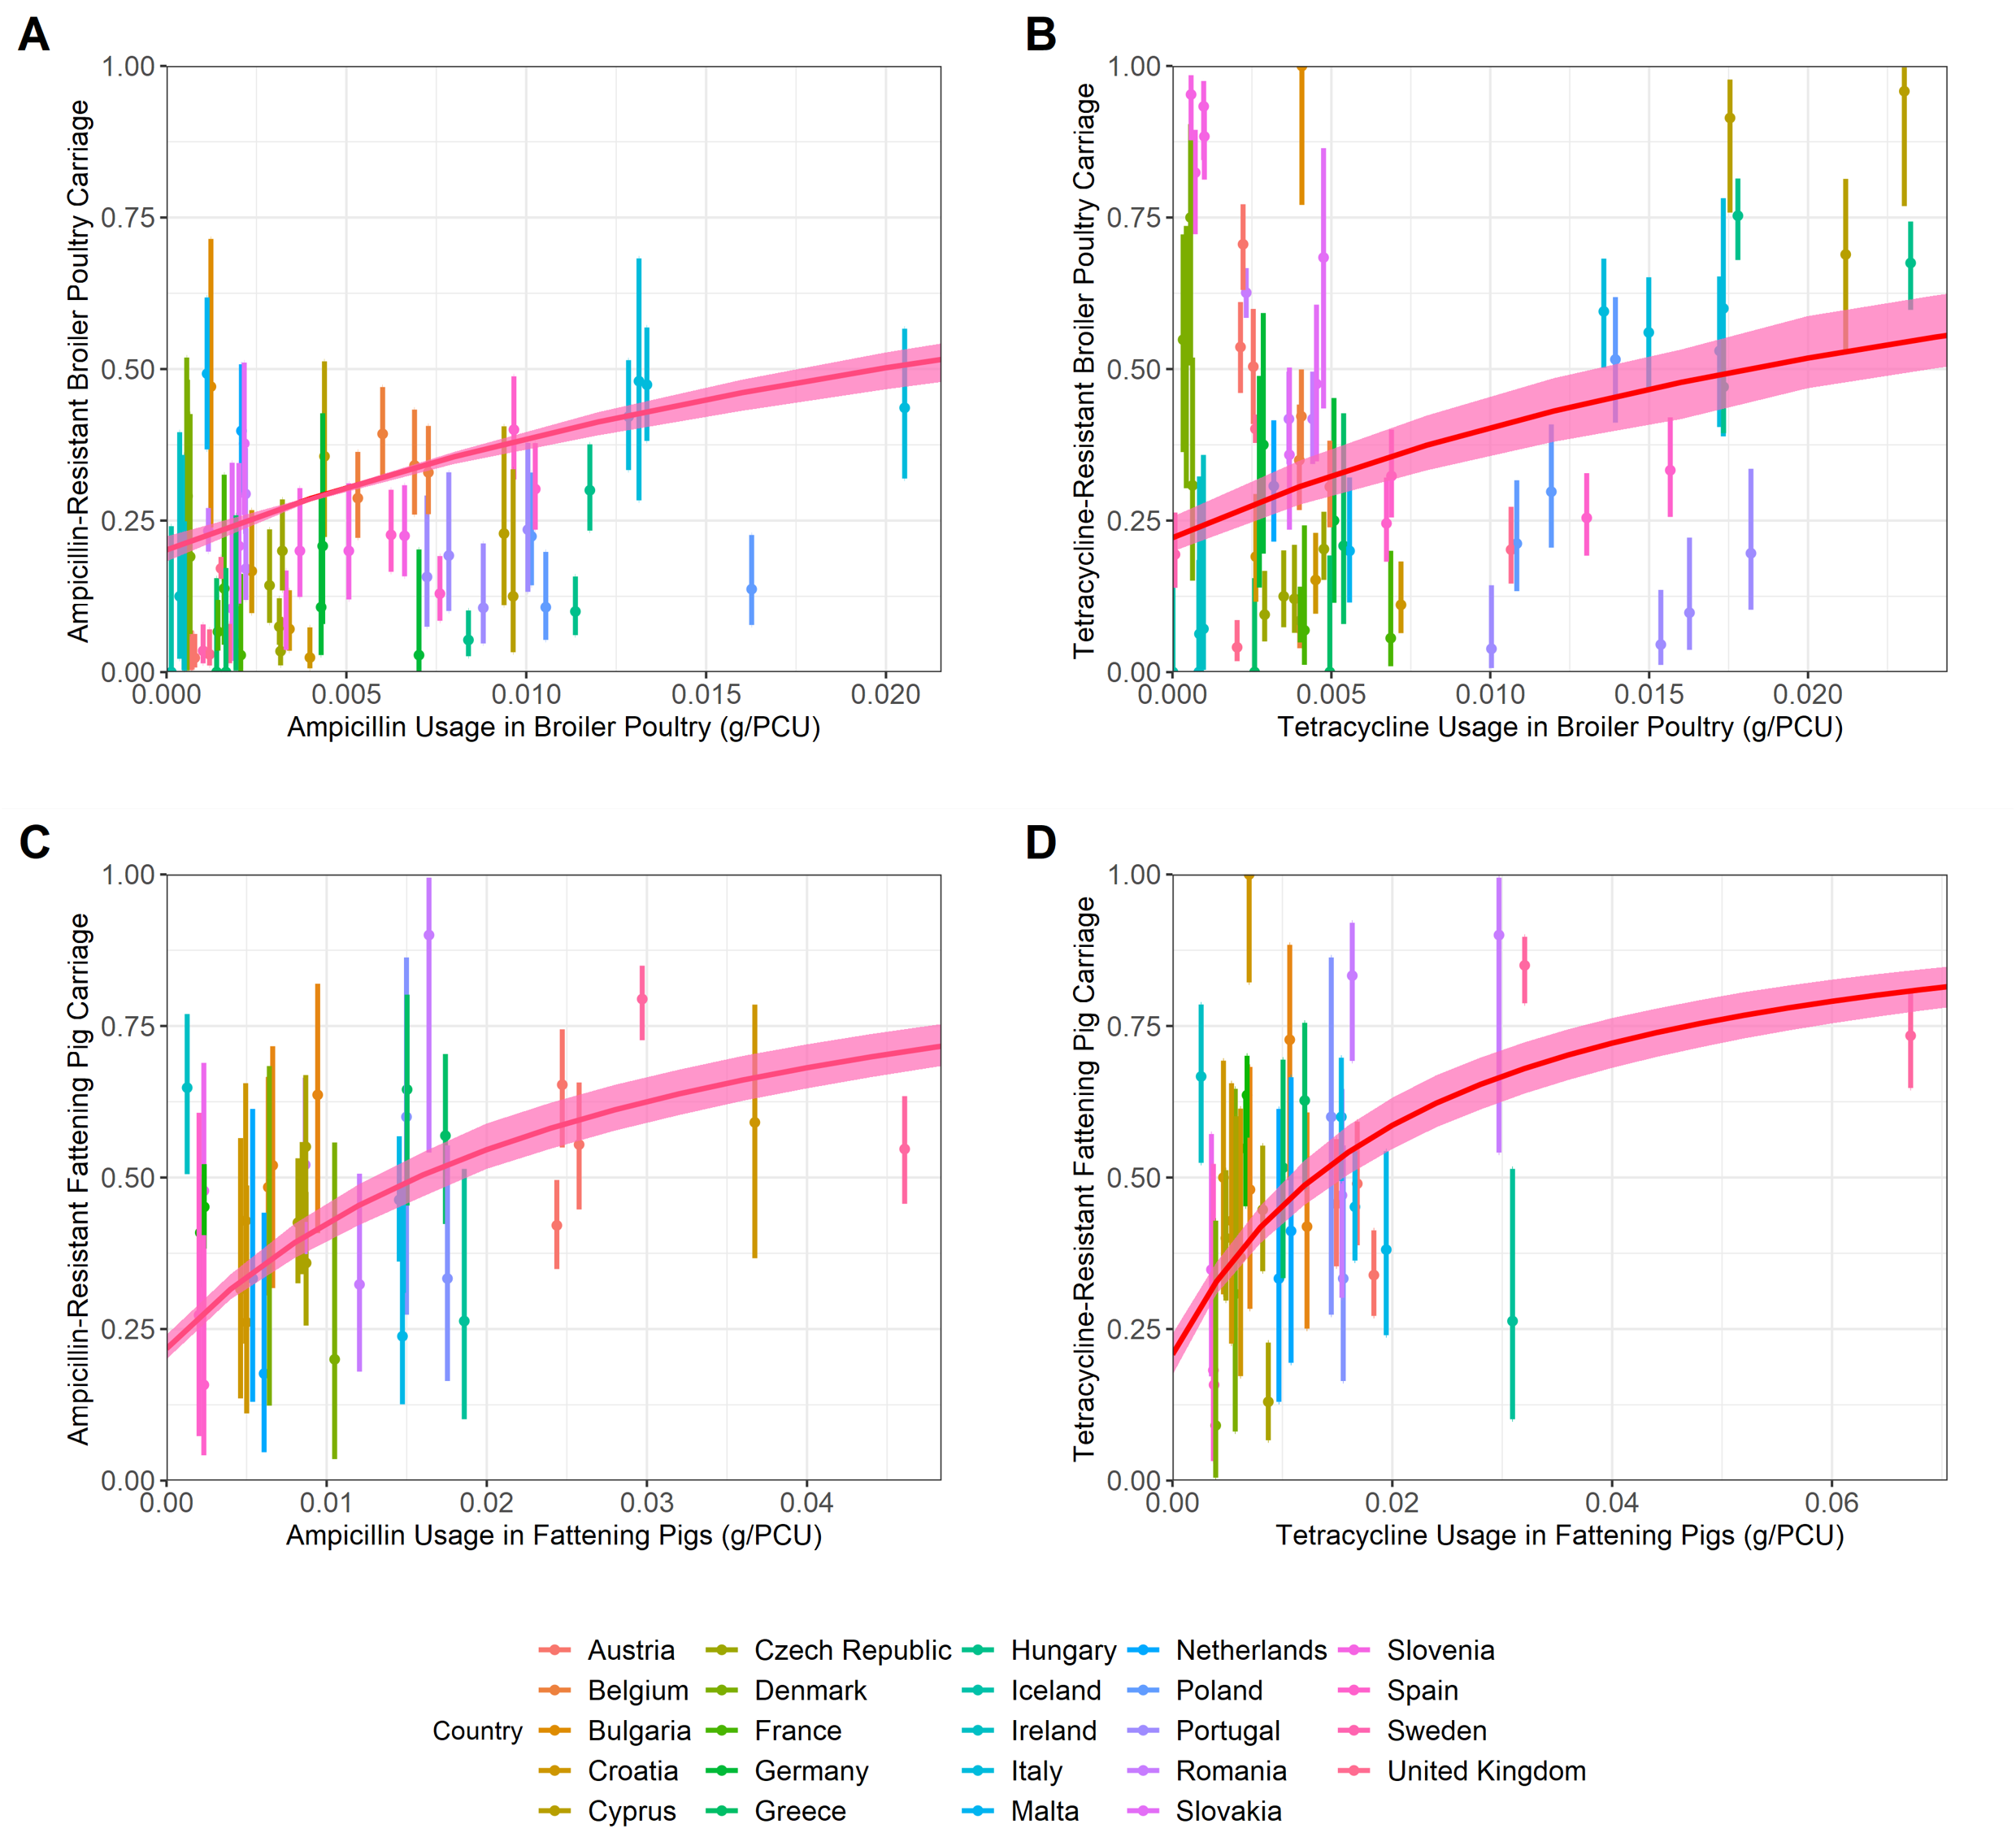 A
B
1.00
0.75
0.50
0.25
0.00
Ampicillin-Resistant Broiler Poultry Carriage
0.000 0.005 0.010 0.015 0.020
Ampicillin Usage in Broiler Poultry (g/PCU)
1.00
0.75
0.50
0.25
0.00
Tetracycline-Resistant Broiler Poultry Carriage
0.000 0.005 0.010 0.015 0.020
Tetracycline Usage in Broiler Poultry (g/PCU)
C
D
1.00
0.75
0.50
0.25
0.00
Ampicillin-Resistant Fattening Pig Carriage
0.00 0.01 0.02 0.03 0.04
Ampicillin Usage in Fattening Pigs (g/PCU)
1.00
0.75
0.50
0.25
0.00
Tetracycline-Resistant Fattening Pig Carriage
0.00 0.02 0.04 0.06
Tetracycline Usage in Fattening Pigs (g/PCU)
Country
Austria
Belgium
Bulgaria
Croatia
Cyprus
Czech Republic
Denmark
France
Germany
Greece
Hungary
Iceland
Ireland
Italy
Malta
Netherlands
Poland
Portugal
Romania
Slovakia
Slovenia
Spain
Sweden
United Kingdom